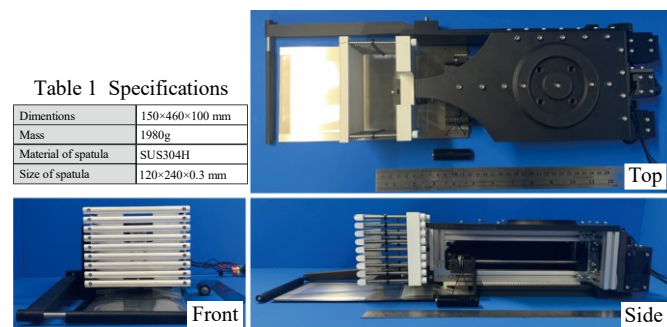 Table 1 Specifications
Dimentions 150×460×100 mm
Mass 1980g
Material of spatula SUS304H
Size of spatula 120×240×0.3 mm
Top
Front
Side